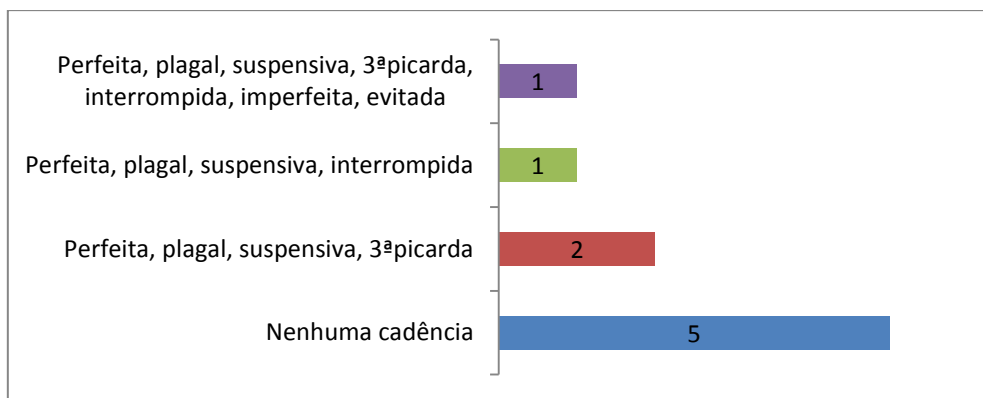 Perfeita, plagal, suspensiva, 3ªpicarda,
interrompida, imperfeita, evitada
1
Perfeita, plagal, suspensiva, interrompida
1
Perfeita, plagal, suspensiva, 3ªpicarda
2
Nenhuma cadência
5